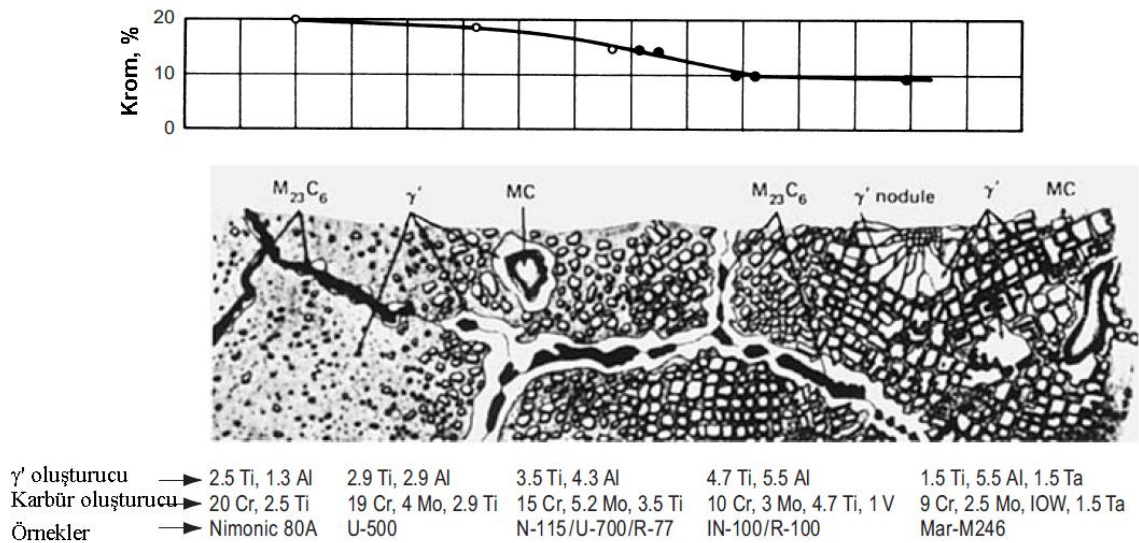 20
10
0
Krom, %
M23C6 γ' MC M23C6 γ' nodule γ' MC
γ' oluşturucu 2.5 Ti, 1.3 Al 2.9 Ti, 2.9 Al 3.5 Ti, 4.3 Al 4.7 Ti, 5.5 Al 1.5 Ti, 5.5 Al, 1.5 Ta
Karbür oluşturucu 20 Cr, 2.5 Ti 19 Cr, 4 Mo, 2.9 Ti 15 Cr, 5.2 Mo, 3.5 Ti 10 Cr, 3 Mo, 4.7 Ti, 1 V 9 Cr, 2.5 Mo, IOW, 1.5 Ta
Örnekler Nimonic 80A U-500 N-115/U-700/R-77 IN-100/R-100 Mar-M246